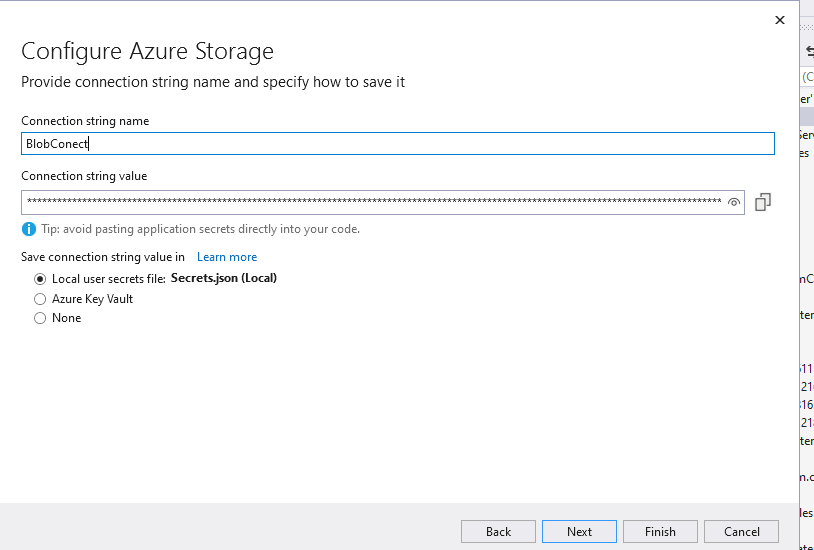 Configure Azure Storage
Provide connection string name and specify how to save it
Connection string name
BlobConect
Connection string value
Tip: avoid pasting application secrets directly into your code.
Save connection string value in Learn more
Local user secrets file: Secrets.json (Local)
Azure Key Vault
None
Back Next Finish Cancel